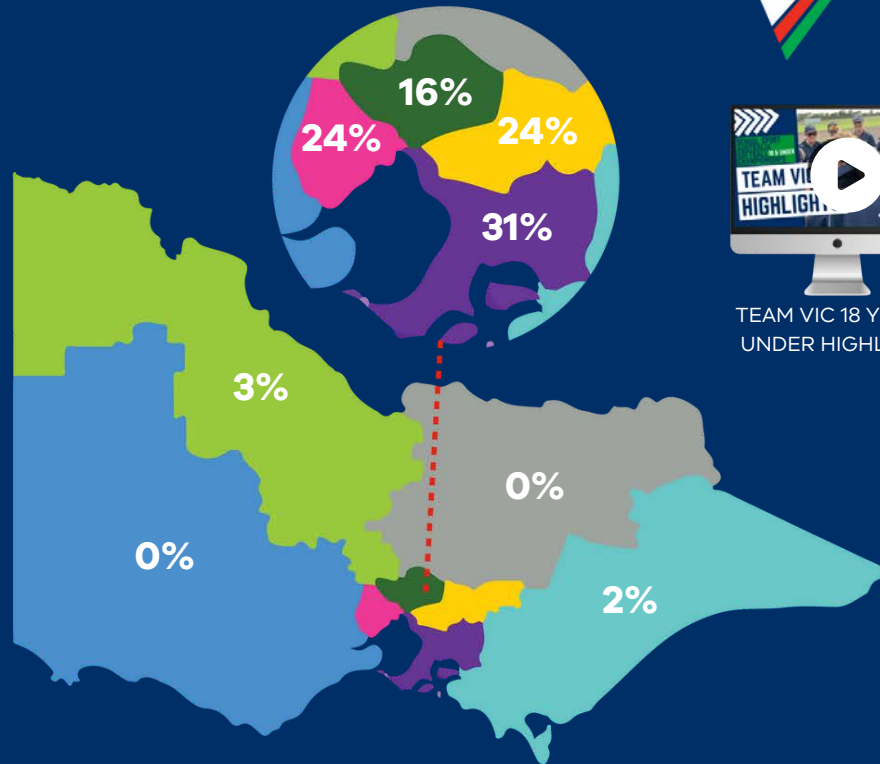 16%
24%
24%
31%
TEAM VIC
HIGHLIGHT
TEAM VIC 18 Y
UNDER HIGHL
3%
0%
0%
2%